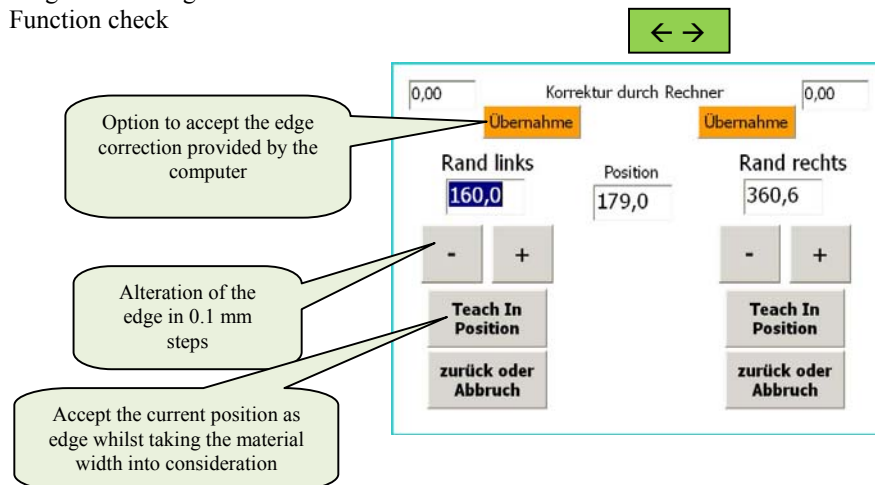 Function check
← →
0,00
Korrektur durch Rechner
0,00
Übernahme
Übernahme
Option to accept the edge
correction provided by the
computer
Rand links
Position
Rand rechts
160,0
179,0
360,6
-
+
-
+
Alteration of the
edge in 0.1 mm
steps
Teach In
Position
Teach In
Position
zurück oder
Abbruch
zurück oder
Abbruch
Accept the current position as
edge whilst taking the material
width into consideration